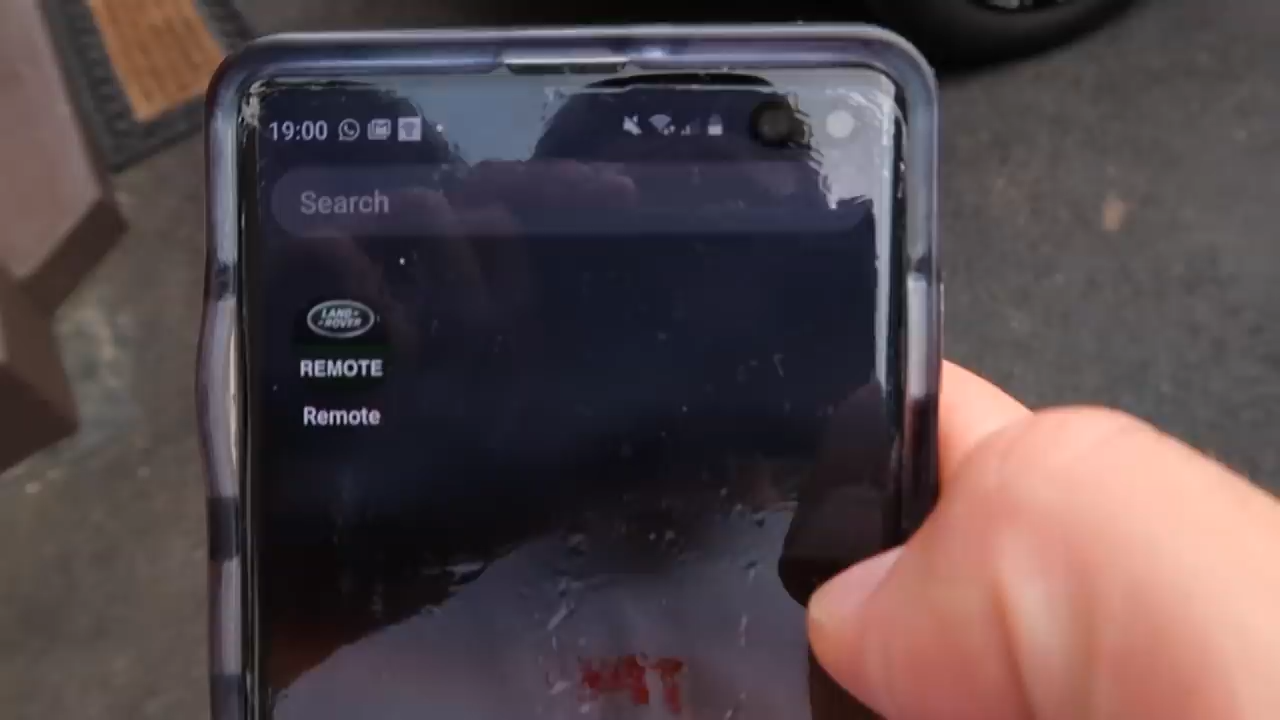 19:00
Search
LAND-
-ROVER
REMOTE
Remote